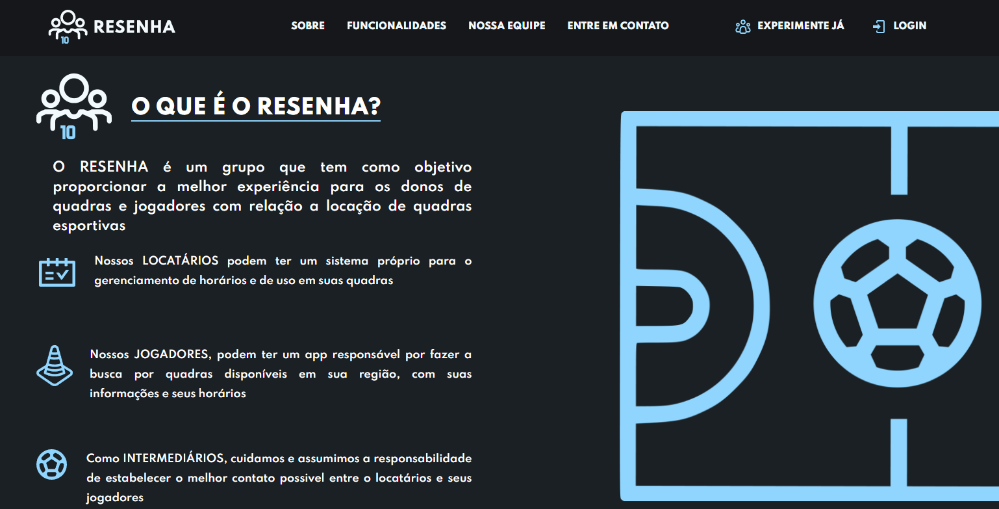 10
RESENHA
SOBRE
FUNCIONALIDADES
NOSSA EQUIPE
ENTRE EM CONTATO
EXPERIMENTE JÁ
LOGIN
10
O QUE É O RESENHA?
O RESENHA é um grupo que tem como objetivo
proporcionar a melhor experiência para os donos de
quadras e jogadores com relação a locação de quadras
esportivas
Nossos LOCATÁRIOS podem ter um sistema próprio para o
gerenciamento de horários e de uso em suas quadras
Nossos JOGADORES, podem ter um app responsável por fazer a
busca por quadras disponíveis em sua região, com suas
informações e seus horários
Como INTERMEDIÁRIOS, cuidamos e assumimos a responsabilidade
de estabelecer o melhor contato possivel entre o locatários e seus
jogadores